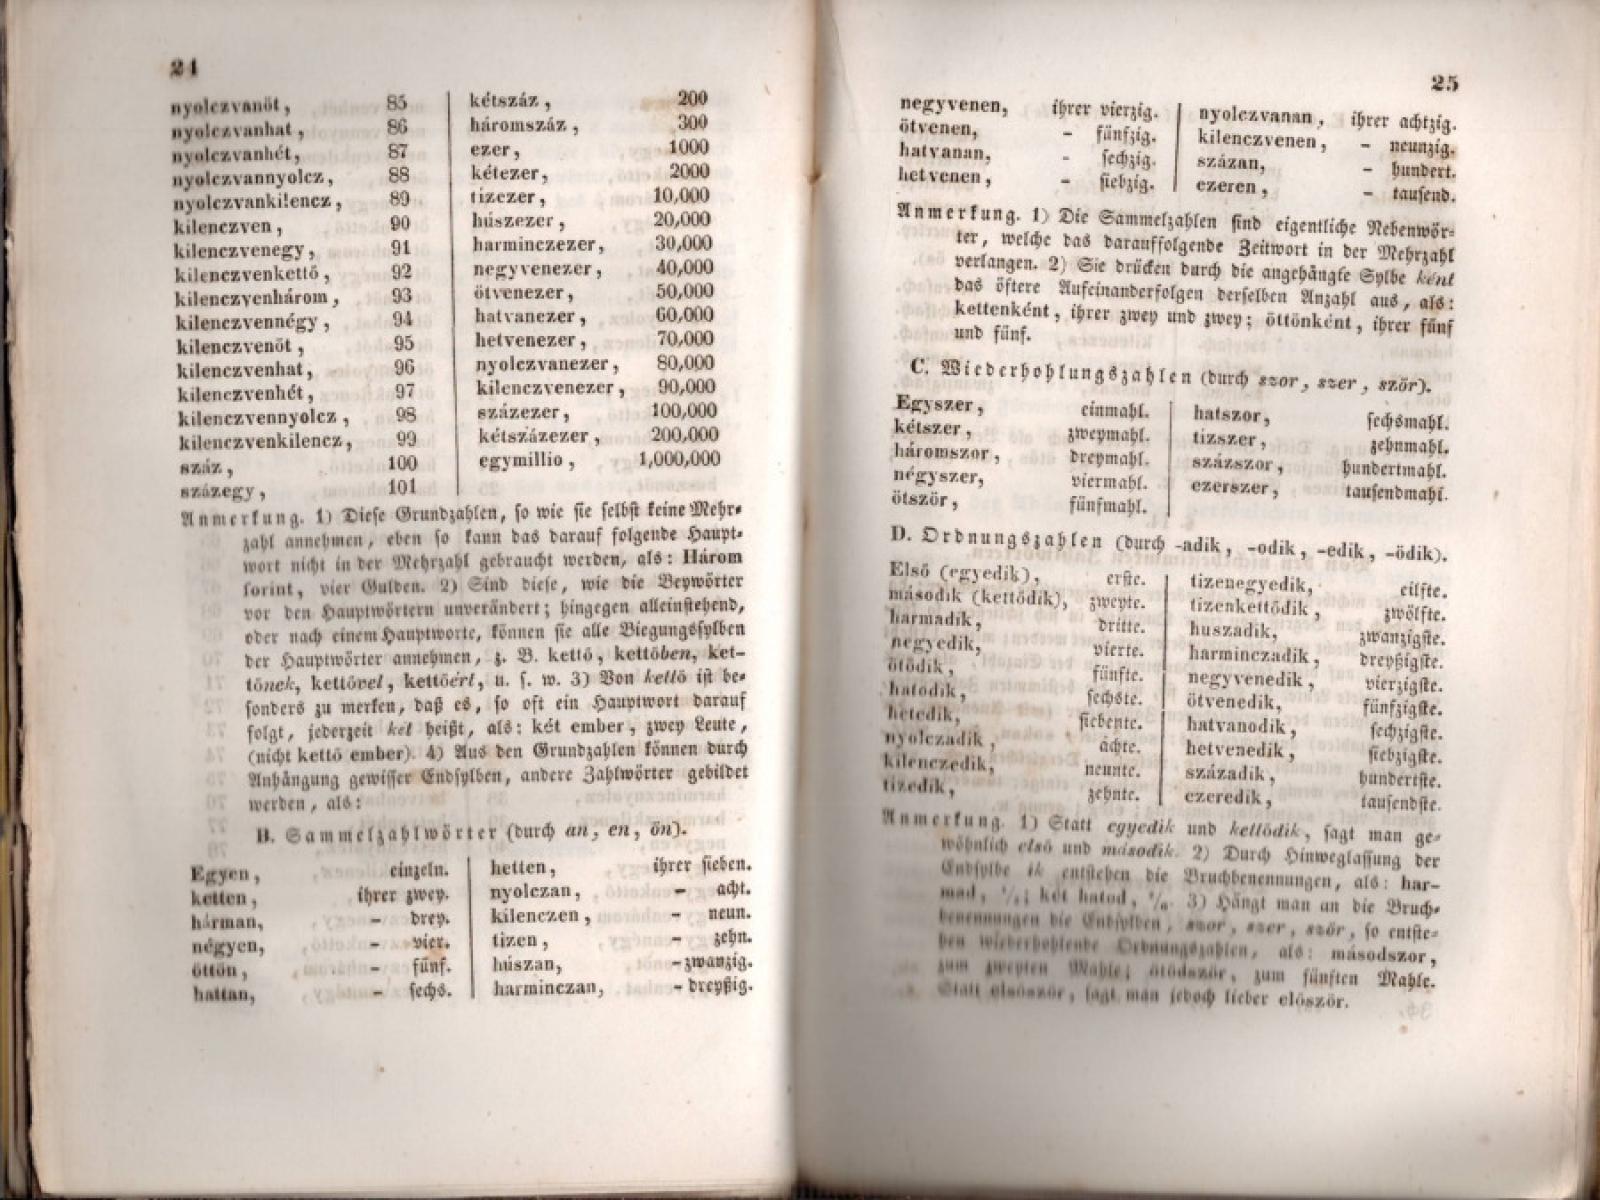 24
nyolczvanöt, 85
nyolczvanhat, 86
nyolczvanhét, 87
nyolczvannyolcz, 88
nyolczvankilencz, 89
kilenczven, 90
kilenczvenegy, 91
kilenczvenkettő, 92
kilenczvenhárom, 93
kilenczvennégy, 94
kilenczvenöt, 95
kilenczvenhat, 96
kilenczvenhét, 97
kilenczvennyolcz, 98
kilenczvenkilencz, 99
száz, 100
százegy, 101
kétszáz, 200
háromszáz, 300
ezer, 1000
kétezer, 2000
tizezer, 10,000
húszezer, 20,000
harminczezer, 30,000
negyvenezer, 40,000
ötvenezer, 50,000
hatvanezer, 60,000
hetvenezer, 70,000
nyolczvanezer, 80,000
kilenczvenezer, 90,000
százezer, 100,000
kétszázezer, 200,000
egymillio, 1,000,000
Anmerkung. 1) Diese Grundzahlen, so wie sie selbst keine Mehr-
zahl annehmen, eben so kann das darauf folgende Haupt-
wort nicht in der Mehrzahl gebraucht werden, als: Három
forint, vier Gulden. 2) Sind diese, wie die Beywörter
vor den Hauptwörtern unverändert; hingegen alleinstehend,
oder nach einem Hauptworte, können sie alle Biegungssylben
der Hauptwörter annehmen, z. B. kettő, kettőben, ket-
tőnek, kettővel, kettőért, u. s. w. 3) Von kettő ist be-
sonders zu merken, daß es, so oft ein Hauptwort darauf
folgt, jederzeit két heißt, als: két ember, zwey Leute,
(nicht kettő ember). 4) Aus den Grundzahlen können durch
Anhängung gewisser Endsylben, andere Zahlwörter gebildet
werden, als:
B. Sammelzahlwörter (durch an, en, ön).
Egyen, einzeln.
ketten, ihrer zwey.
hárman, - drey.
négyen, - vier.
öttön, - fünf.
hattan, - sechs.
hetten, ihrer sieben.
nyolczan, - acht.
kilenczen, - neun.
tizen, - zehn.
húszan, - zwanzig.
harminczan, - dreyßig.
25
negyvenen, ihrer vierzig.
ötvenen, - fünfzig.
hatvanan, - sechzig.
hetvenen, - siebzig.
nyolczvanan, ihrer achtzig.
kilenczvenen, - neunzig.
százan, - hundert.
ezeren, - tausend.
Anmerkung. 1) Die Sammelzahlen sind eigentliche Nebenwör-
ter, welche das darauffolgende Zeitwort in der Mehrzahl
verlangen. 2) Sie drücken durch die angehängte Sylbe ként
das öftere Aufeinanderfolgen derselben Anzahl aus, als:
kettenként, ihrer zwey und zwey; öttönként, ihrer fünf
und fünf.
C. Wiederhohlungszahlen (durch szor, szer, ször).
Egyszer, einmahl.
kétszer, zweymahl.
háromszor, dreymahl.
négyszer, viermahl.
ötször, fünfmahl.
hatszor, sechsmahl.
tizszer, zehnmahl.
százszor, hundertmahl.
ezerszer, tausendmahl.
D. Ordnungszahlen (durch -adik, -odik, -edik, -ödik).
Első (egyedik), erste.
második (kettődik), zweyte.
harmadik, dritte.
negyedik, vierte.
ötödik, fünfte.
hatodik, sechste.
hetedik, siebente.
nyolczadik, achte.
kilenczedik, neunte.
tizedik, zehnte.
tizenegyedik, eilfte.
tizenkettődik, zwölfte.
huszadik, zwanzigste.
harminczadik, dreyßigste.
negyvenedik, vierzigste.
ötvenedik, fünfzigste.
hatvanodik, sechzigste.
hetvenedik, siebzigste.
századik, hundertste.
ezeredik, tausendste.
Anmerkung. 1) Statt egyedik und kettődik, sagt man ge-
wöhnlich első und második. 2) Durch Hinweglassung der
Endsylbe ik entstehen die Bruchbenennungen, als: har-
mad, 1/3; két hatod, 2/6. 3) Hängt man an die Bruch-
benennungen die Endsylben, szor, szer, ször, so entste-
hen wiederhohlende Ordnungszahlen, als: másodszor,
zum zweyten Mahle; ötödször, zum fünften Mahle.
Statt elsőször, sagt man jedoch lieber először.